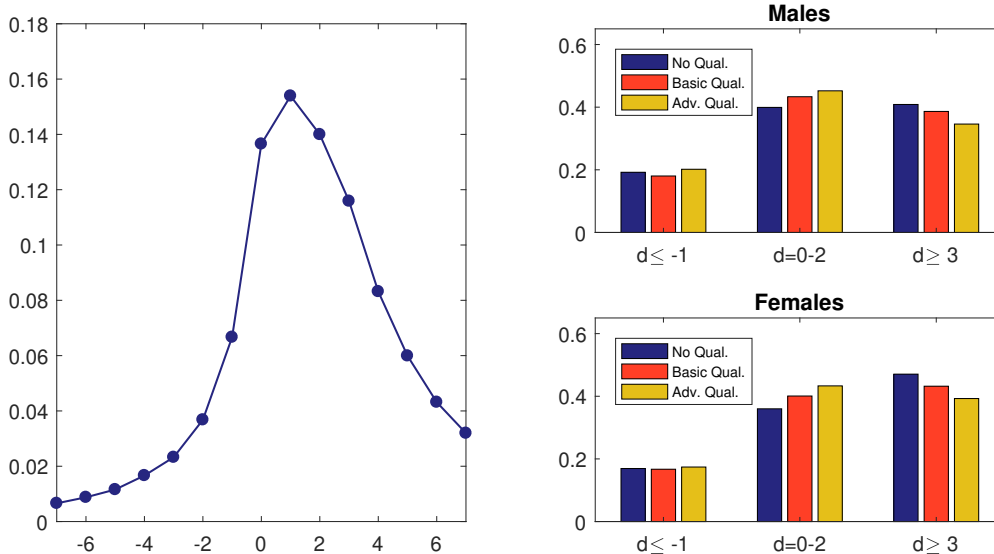 0.18
0.16
0.14
0.12
0.1
0.08
0.06
0.04
0.02
0
-6 -4 -2 0 2 4 6
Males
0.6
0.4
0.2
0
No Qual.
Basic Qual.
Adv. Qual.
d≤ -1 d=0-2 d≥ 3
Females
0.6
0.4
0.2
0
No Qual.
Basic Qual.
Adv. Qual.
d≤ -1 d=0-2 d≥ 3